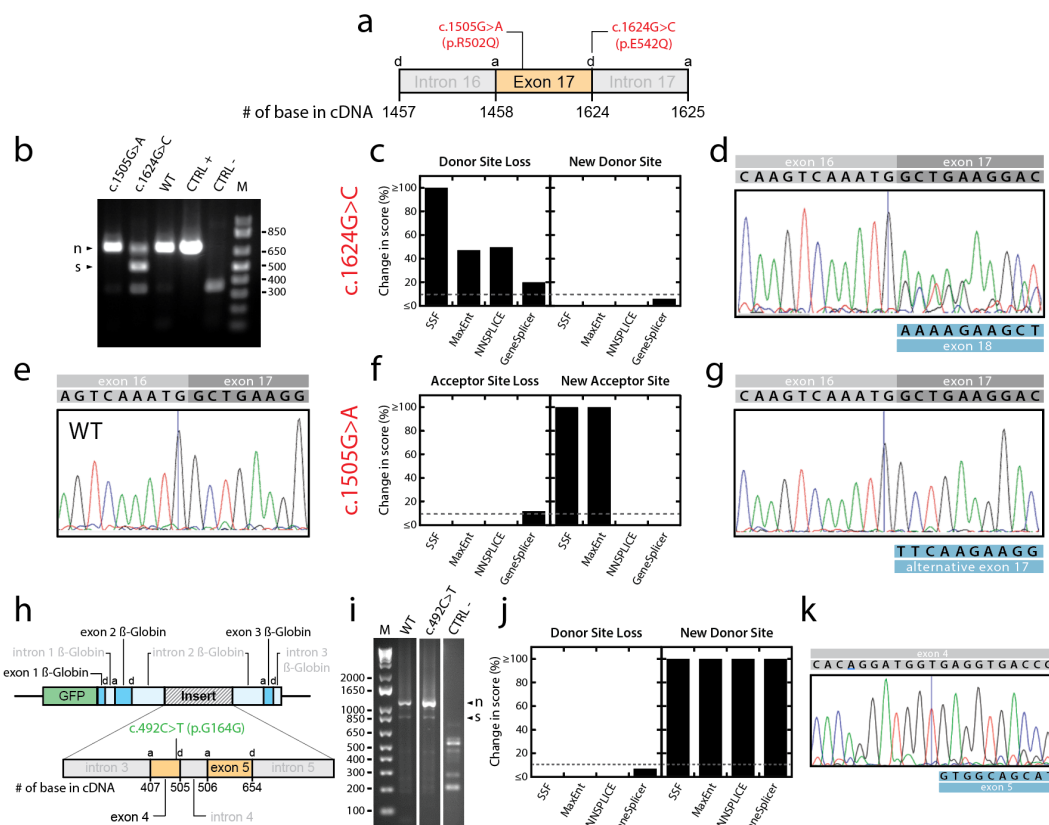 a
c.1505G>A
(p.R502Q)
c.1624G>C
(p.E542Q)
d a d a
Intron 16 Exon 17 Intron 17
# of base in cDNA 1457 1458 1624 1625
b
c.1505G>A
c.1624G>C
WT
CTRL +
CTRL -
M
n
s
850
650
500
400
300
c
c.1624G>C
Donor Site Loss New Donor Site
Change in score (%)
≥100
80
60
40
20
≤0
SSF MaxEnt NNSPLICE GeneSplicer SSF MaxEnt NNSPLICE GeneSplicer
d
exon 16 exon 17
CAAGTCAAATGGCTGAAGGAC
AAAAGAAGCT
exon 18
e
exon 16 exon 17
AGTCAAATGGCTGAAGG
WT
f
c.1505G>A
Acceptor Site Loss New Acceptor Site
Change in score (%)
≥100
80
60
40
20
≤0
SSF MaxEnt NNSPLICE GeneSplicer SSF MaxEnt NNSPLICE GeneSplicer
g
exon 16 exon 17
CAAGTCAAATGGCTGAAGGAC
TTCAAGAAGG
alternative exon 17
h
exon 2 ß-Globin exon 3 ß-Globin
intron 1 ß-Globin intron 2 ß-Globin intron 3
ß-Globin
exon 1 ß-Globin
d a d a d
GFP Insert
c.492C>T (p.G164G)
a d a d
intron 3 exon 5 intron 5
# of base in cDNA 407 505 506 654
exon 4 intron 4
i
M WT c.492C>T CTRL -
2000
1650
1000
850
650
500
400
300
200
100
n
s
j
Donor Site Loss New Donor Site
Change in score (%)
≥100
80
60
40
20
≤0
SSF MaxEnt NNSPLICE GeneSplicer SSF MaxEnt NNSPLICE GeneSplicer
k
exon 4
CACAGGATGGTGAGGTGACCG
GTGGCAGCAT
exon 5